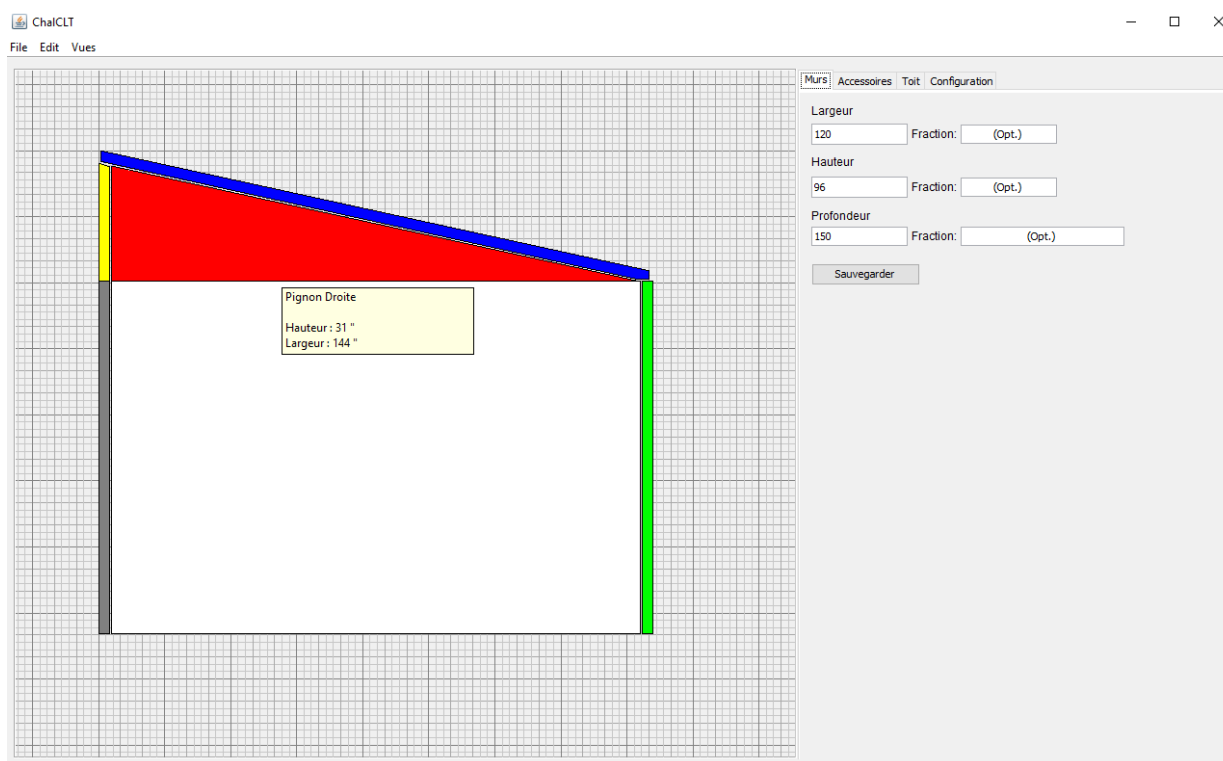 ChalCLT
File Edit Vues
Murs Accessoires Toit Configuration
Largeur
120 Fraction: (Opt.)
Hauteur
96 Fraction: (Opt.)
Profondeur
150 Fraction: (Opt.)
Sauvegarder
Pignon Droite
Hauteur : 31 "
Largeur : 144 "